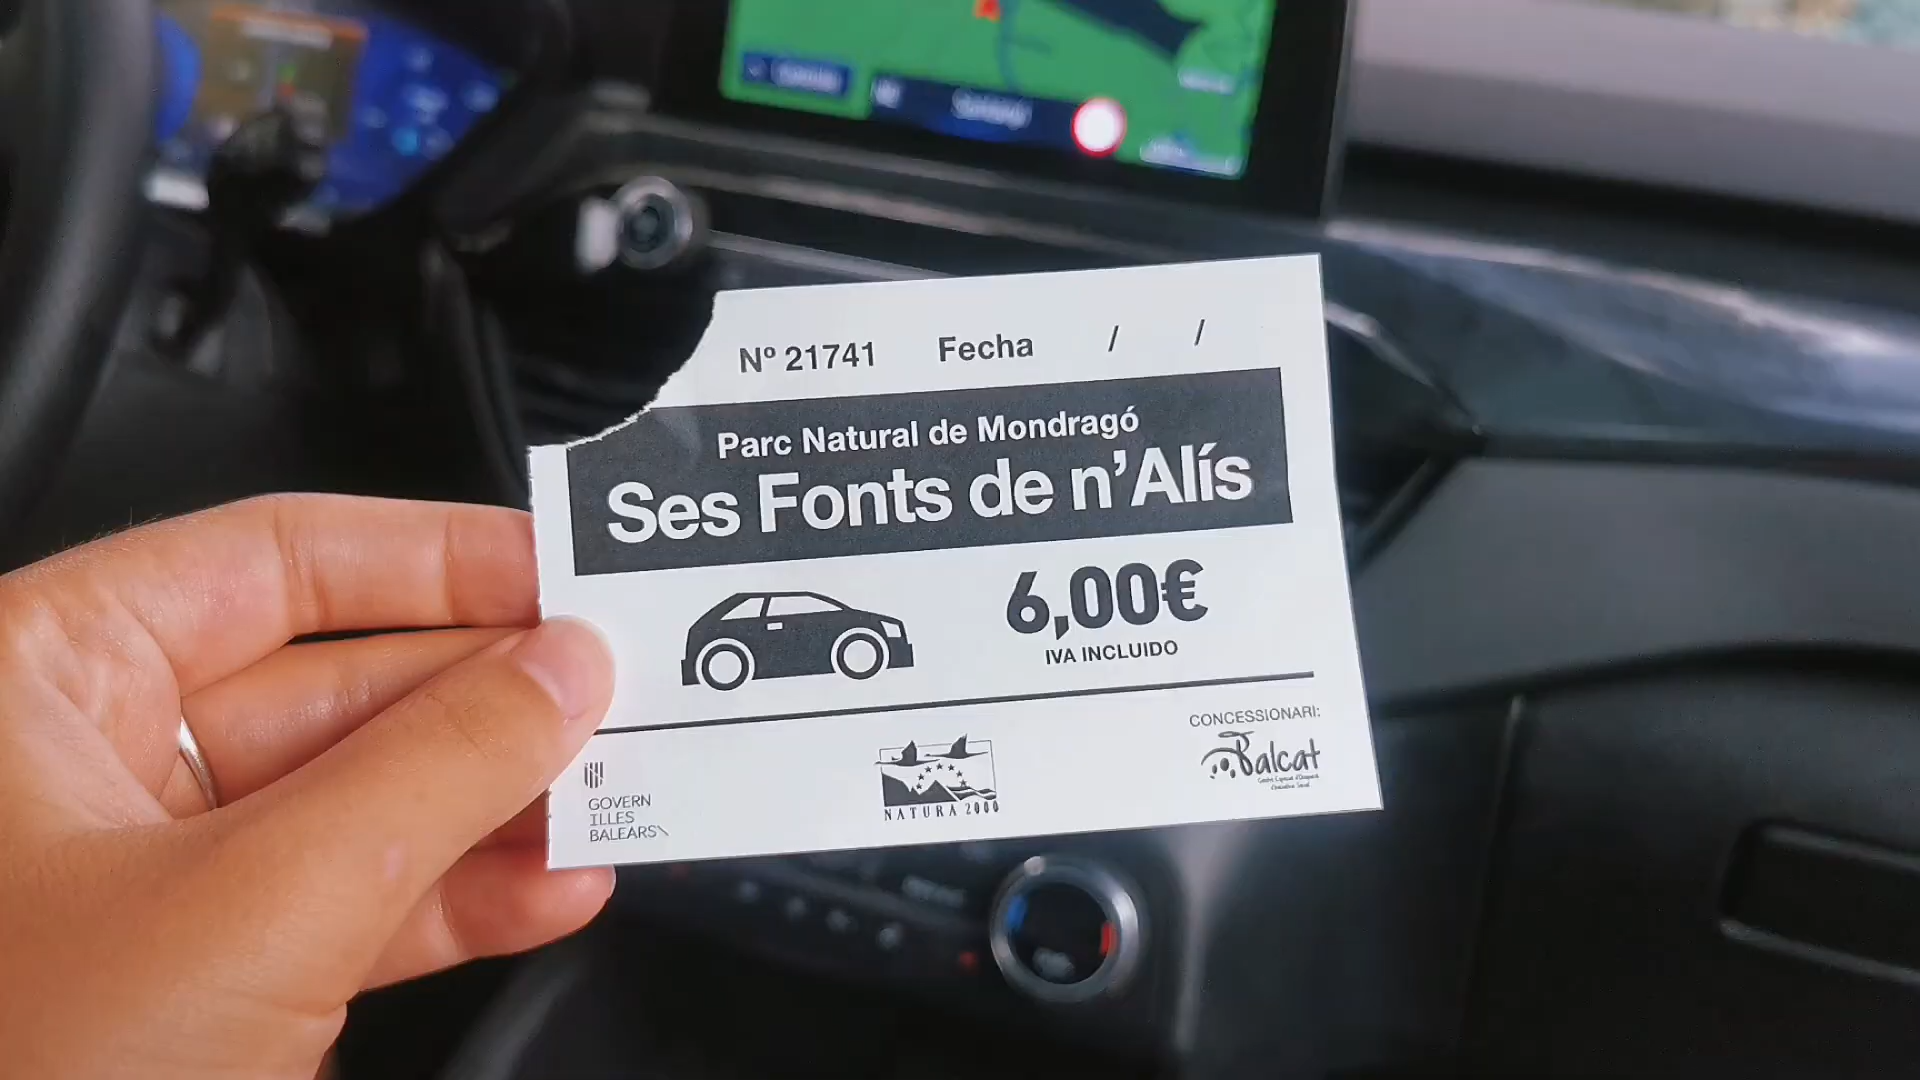 Nº 21741 Fecha / /
Parc Natural de Mondragó
Ses Fonts de n'Alís
6,00€
IVA INCLUIDO
CONCESSIONARI:
Balcat
GOVERN
ILLES
BALEARS
NATURA 2000